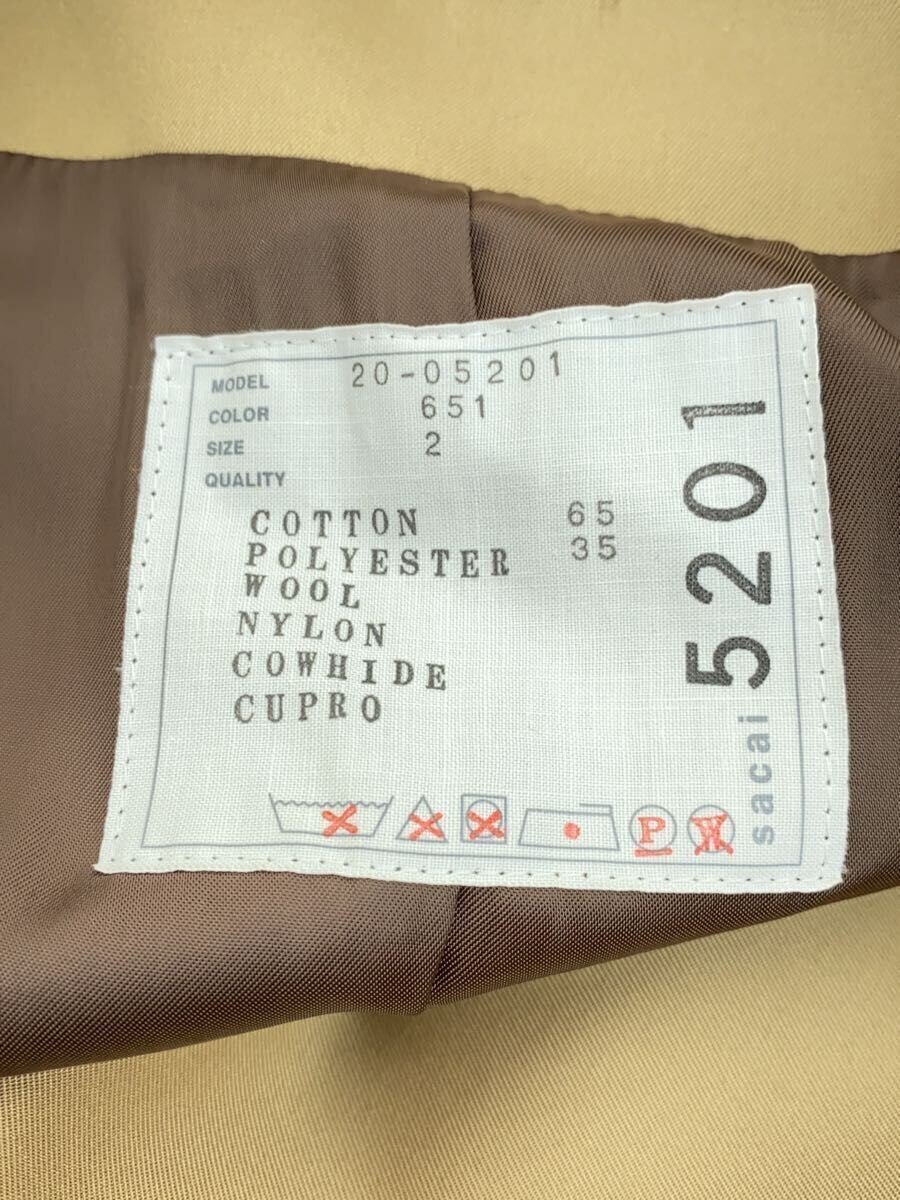 MODEL 20-05201
COLOR 651
SIZE 2
QUALITY
COTTON 65
POLYESTER 35
WOOL
NYLON
COWHIDE
CUPRO
P W
sacai 5201